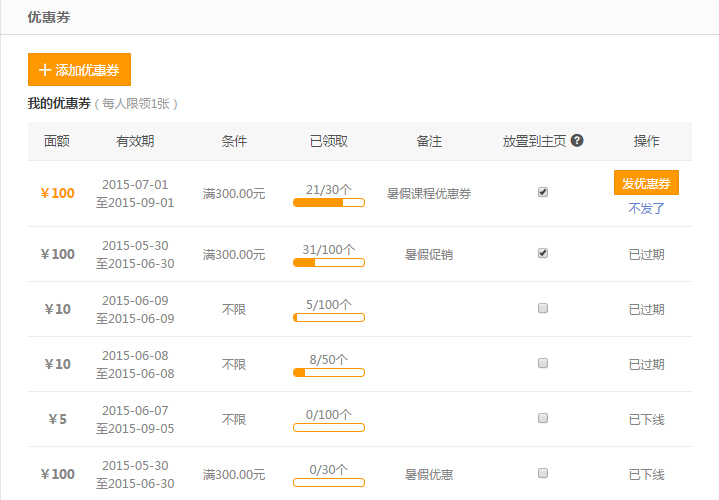 优惠券
添加优惠券
我的优惠券（每人限领1张）
面额 有效期 条件 已领取 备注 放置到主页 ? 操作
￥100 2015-07-01 至2015-09-01 满300.00元 21/30个 暑假课程优惠券 发优惠券 不发了
￥100 2015-05-30 至2015-06-30 满300.00元 31/100个 暑假促销 已过期
￥10 2015-06-09 至2015-06-09 不限 5/100个 已过期
￥10 2015-06-08 至2015-06-08 不限 8/50个 已过期
￥5 2015-06-07 至2015-09-05 不限 0/100个 已下线
￥100 2015-05-30 至2015-06-30 满300.00元 0/30个 暑假优惠 已下线